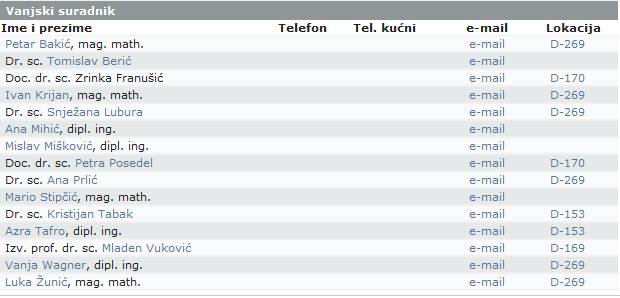 Vanjski suradnik
Ime i prezime Telefon Tel. kućni e-mail Lokacija
Petar Bakić, mag. math. e-mail D-269
Dr. sc. Tomislav Berić e-mail
Doc. dr. sc. Zrinka Franušić e-mail D-170
Ivan Krijan, mag. math. e-mail D-269
Dr. sc. Snježana Lubura e-mail D-269
Ana Mihić, dipl. ing. e-mail
Mislav Mišković, dipl. ing. e-mail
Doc. dr. sc. Petra Posedel e-mail D-170
Dr. sc. Ana Prlić e-mail D-269
Mario Stipčić, mag. math. e-mail
Dr. sc. Kristijan Tabak e-mail D-153
Azra Tafro, dipl. ing. e-mail D-153
Izv. prof. dr. sc. Mladen Vuković e-mail D-169
Vanja Wagner, dipl. ing. e-mail D-269
Luka Žunić, mag. math. e-mail D-269